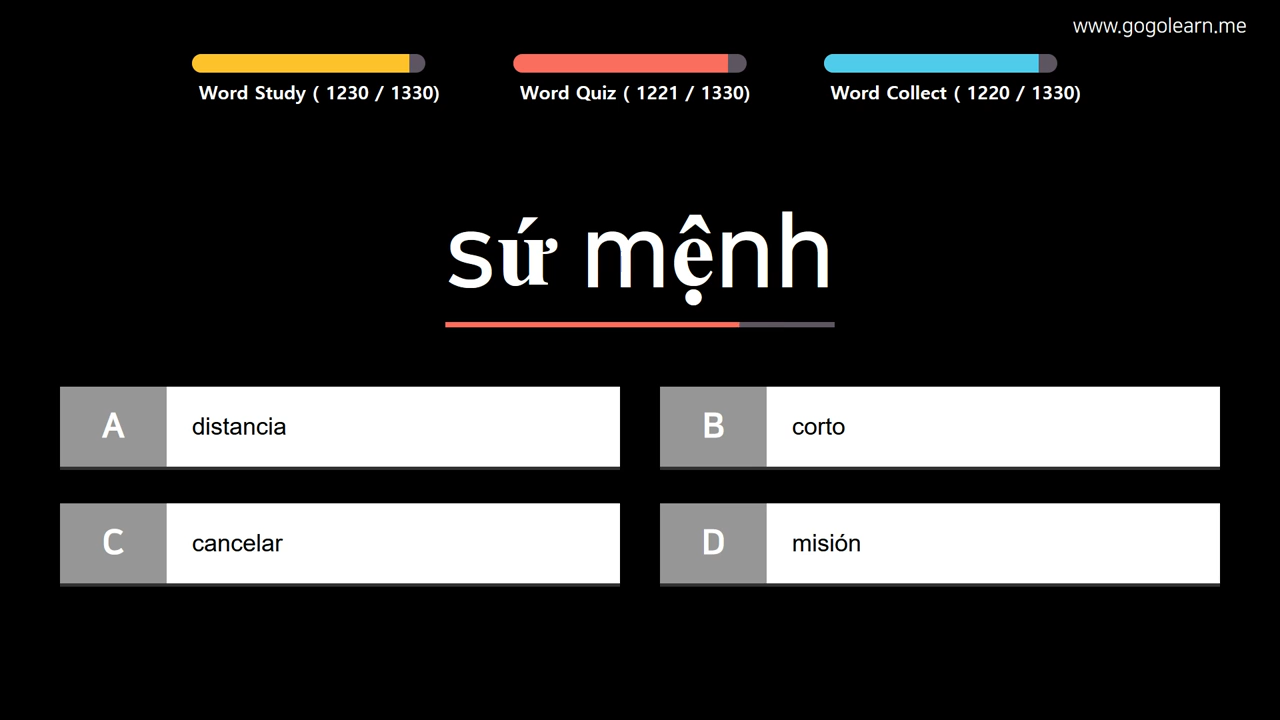 www.gogolearn.me
Word Study ( 1230 / 1330)
Word Quiz ( 1221 / 1330)
Word Collect ( 1220 / 1330)
sứ mệnh
A distancia
B corto
C cancelar
D misión